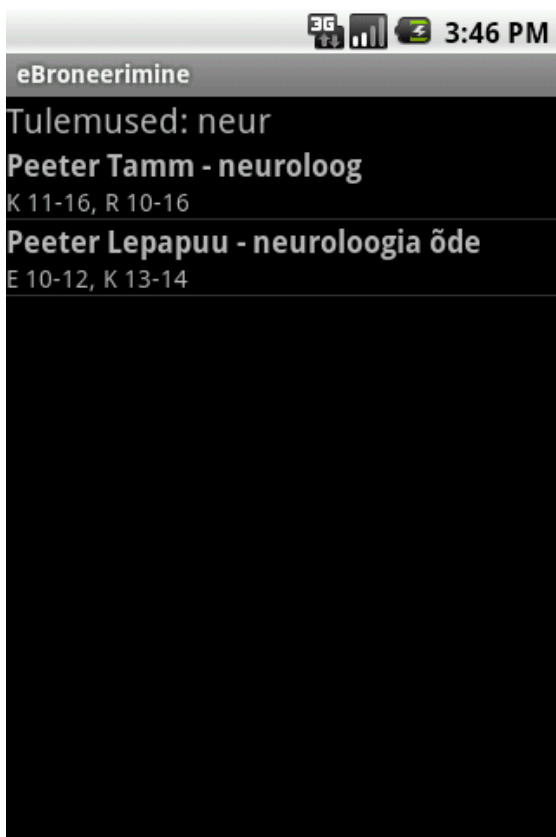 3G 3:46 PM
eBroneerimine
Tulemused: neur
Peeter Tamm - neuroloog
K 11-16, R 10-16
Peeter Lepapuu - neuroloogia õde
E 10-12, K 13-14